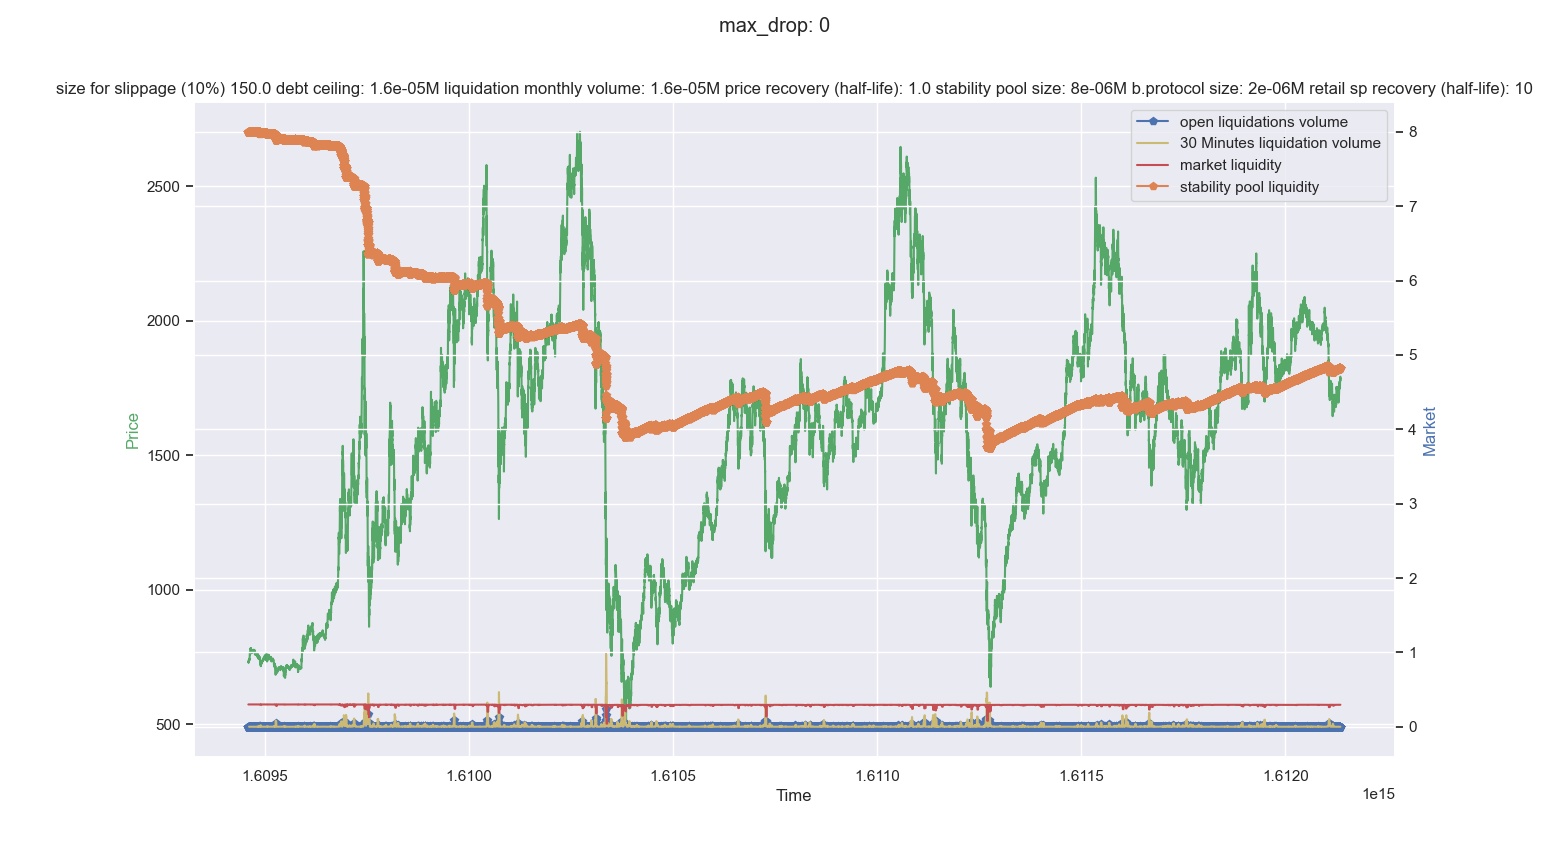 max_drop: 0
size for slippage (10%) 150.0 debt ceiling: 1.6e-05M liquidation monthly volume: 1.6e-05M price recovery (half-life): 1.0 stability pool size: 8e-06M b.protocol size: 2e-06M retail sp recovery (half-life): 10
open liquidations volume
30 Minutes liquidation volume
market liquidity
stability pool liquidity
2500
2000
1500
1000
500
Price
8
7
6
5
4
3
2
1
0
Market
1.6095 1.6100 1.6105 1.6110 1.6115 1.6120
Time
1e15